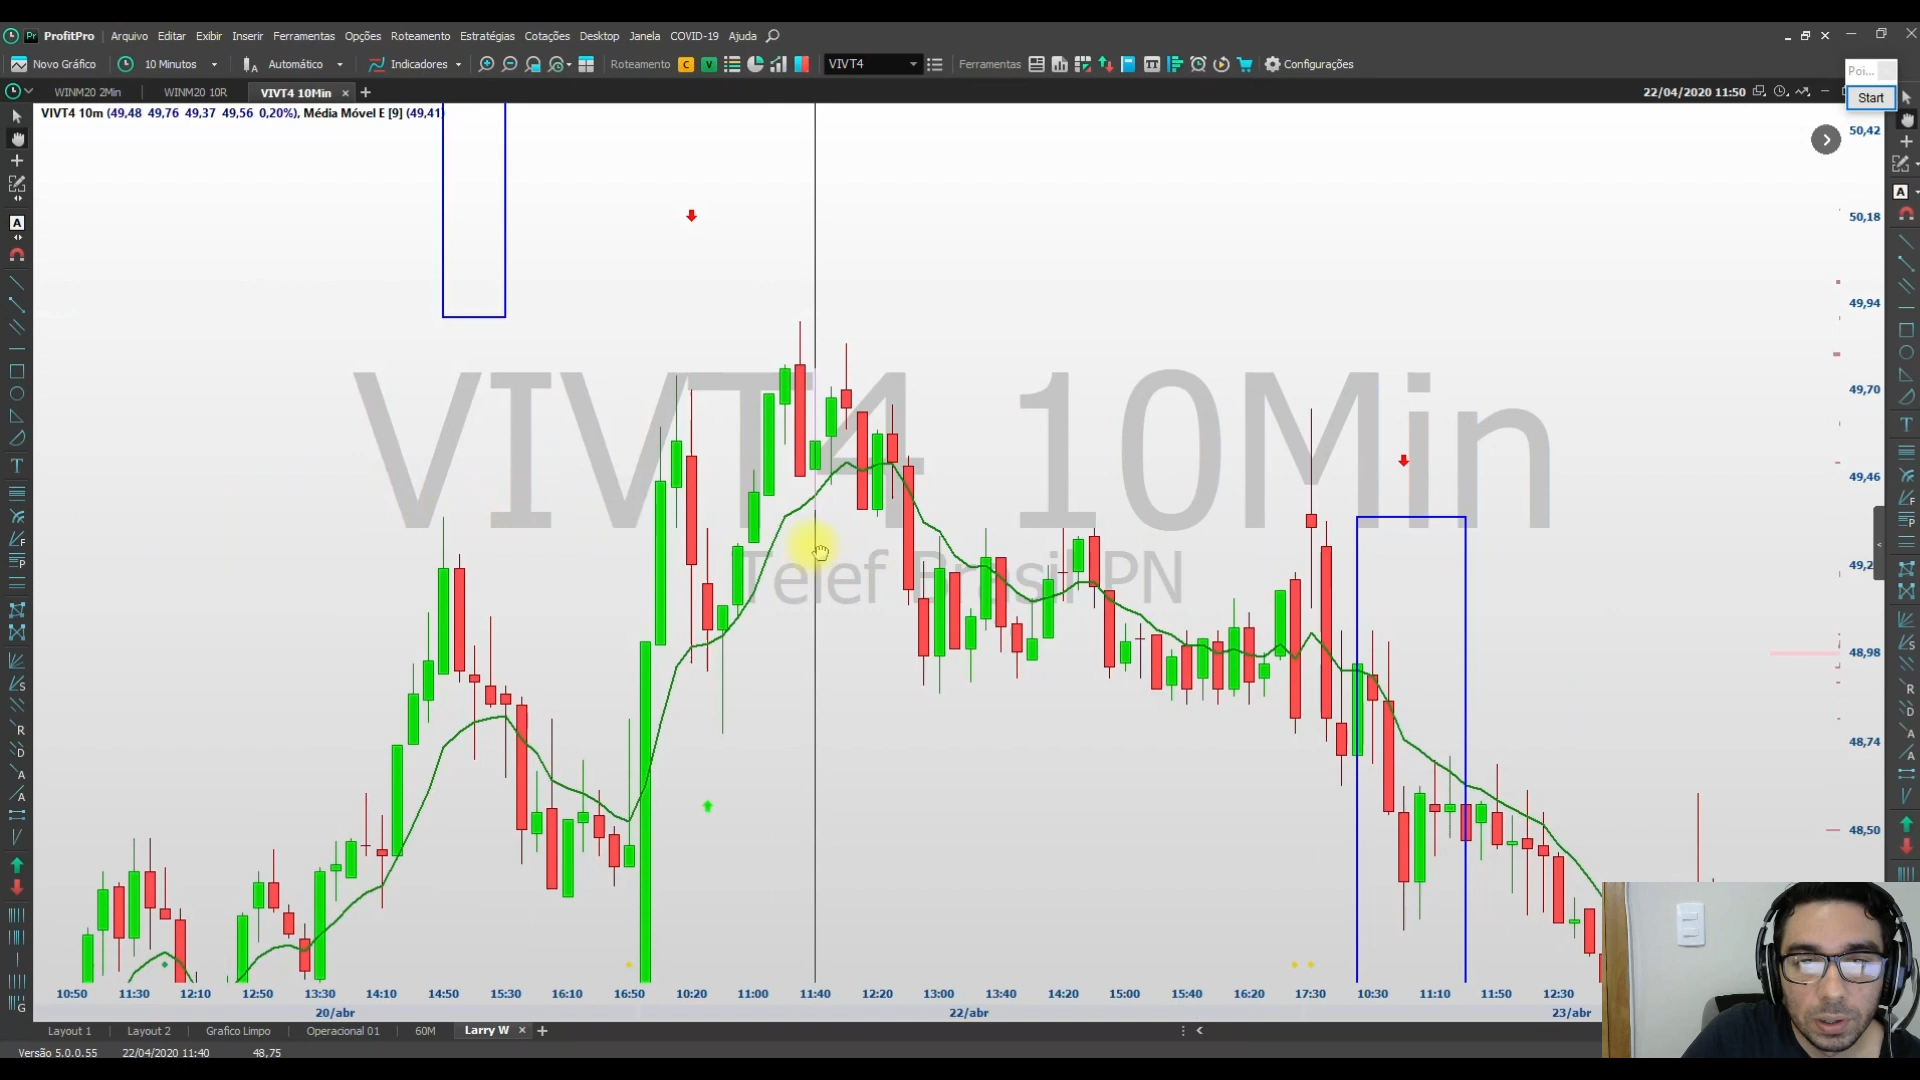 Pr ProfitPro Arquivo Editar Exibir Inserir Ferramentas Opções Roteamento Estratégias Cotações Desktop Janela COVID-19 Ajuda
Novo Gráfico 10 Minutos Automático Indicadores Roteamento C V VIVT4 Ferramentas Configurações
Poi...
Start
WINM20 2Min WINM20 10R VIVT4 10Min 22/04/2020 11:50
VIVT4 10m (49,48 49,76 49,37 49,56 0,20%), Média Móvel E [9] (49,41)
50,42
50,18
49,94
49,70
49,46
49,2
48,98
48,74
48,50
VIVT4 10Min
Telef Brasil PN
10:50 11:30 12:10 12:50 13:30 14:10 14:50 15:30 16:10 16:50 10:20 11:00 11:40 12:20 13:00 13:40 14:20 15:00 15:40 16:20 17:30 10:30 11:10 11:50 12:30
20/abr 22/abr 23/abr
Layout 1 Layout 2 Grafico Limpo Operacional 01 60M Larry W
Versão 5.0.0.55 22/04/2020 11:40 48,75